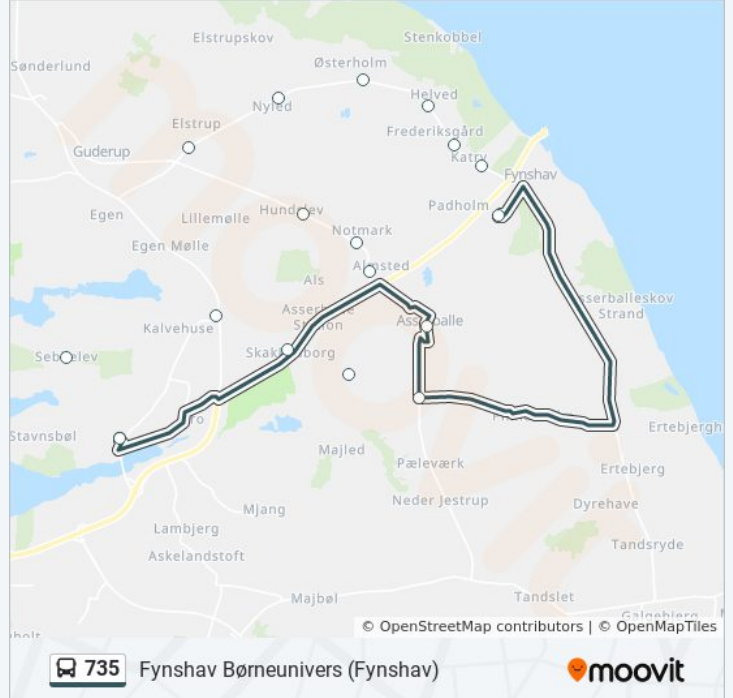 Elstrupskov
Stenkobbel
Sønderlund
Østerholm
Helved
Nyled
Elstrup
Frederiksgård
Guderup
Katry
Fynshav
Padholm
Egen
Lillemølle
Hundslev
Notmark
Egen Mølle
Almsted
Als
Asserballeskov
Strand
Kalvehuse
Asserballe
Station
Asserballe
Sebbelev
Stavnsbøl
Ertebjergh
Majled
Pæleværk
Ertebjerg
Neder Jestrup
Dyrehave
Mjang
Lambjerg
Tandsryde
Askelandstoft
Majbøl
Tandslet
© OpenStreetMap contributors | © OpenMapTiles
735 Fynshav Børneunivers (Fynshav)
moovit